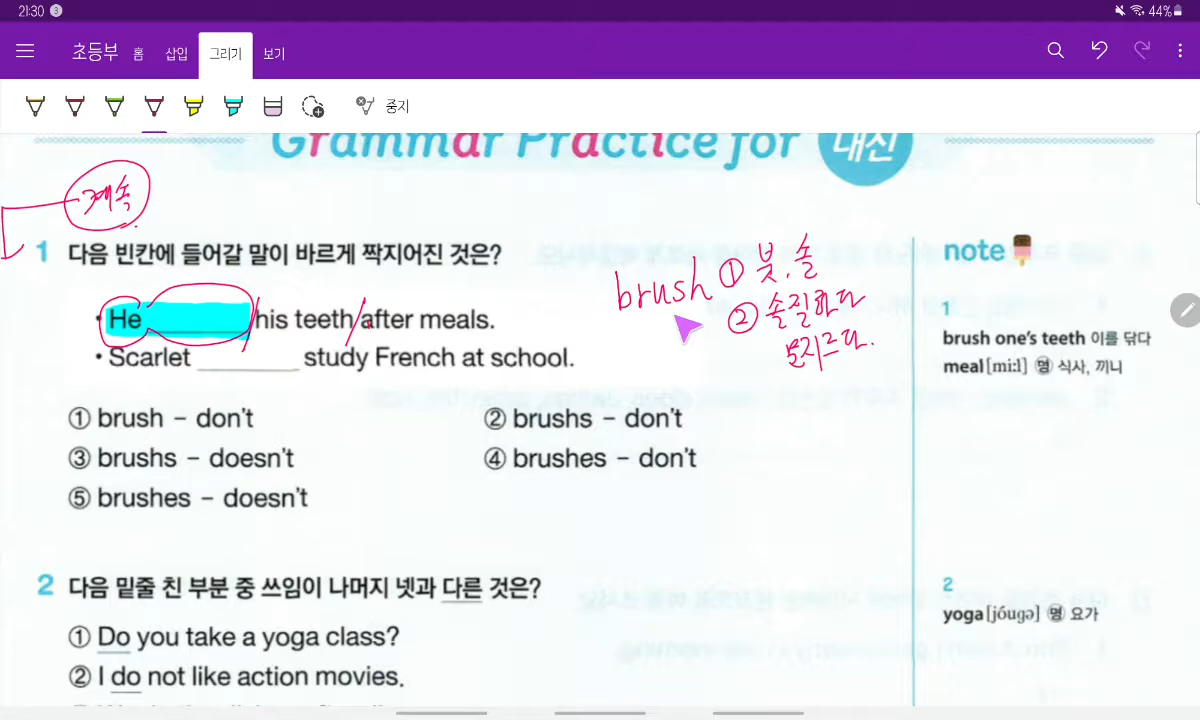 21:30 3 44%
초등부 홈 삽입 그리기 보기
중지
Grammar Practice for 내신
계속
1 다음 빈칸에 들어갈 말이 바르게 짝지어진 것은?
• He ________ his teeth after meals.
• Scarlet ________ study French at school.
brush ① 붓, 솔
② 솔질하다
문지르다.
① brush – don't ② brushs – don't
③ brushs – doesn't ④ brushes – don't
⑤ brushes – doesn't
note
1
brush one's teeth 이를 닦다
meal[miːl] 명 식사, 끼니
2 다음 밑줄 친 부분 중 쓰임이 나머지 넷과 다른 것은?
① Do you take a yoga class?
② I do not like action movies.
2
yoga[jóugə] 명 요가